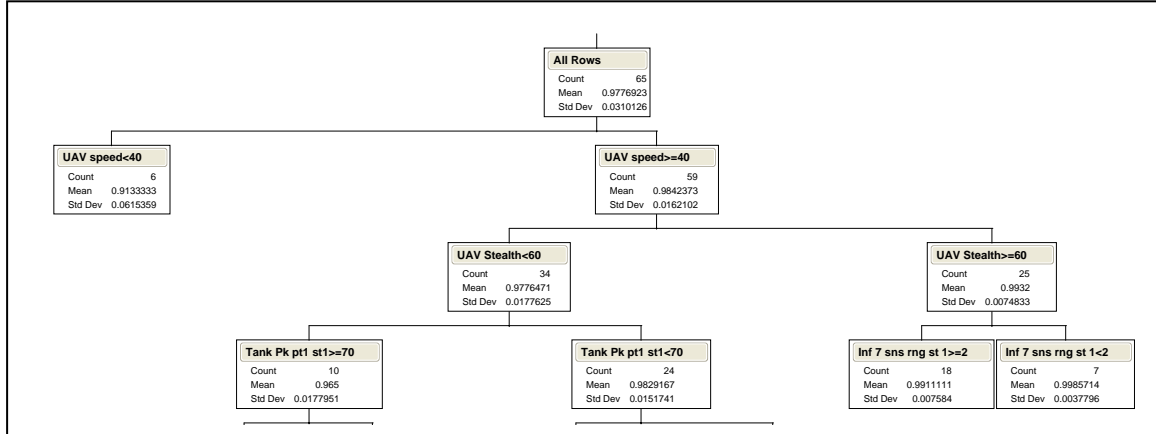 All Rows
Count 65
Mean 0.9776923
Std Dev 0.0310126
UAV speed<40
Count 6
Mean 0.9133333
Std Dev 0.0615359
UAV speed>=40
Count 59
Mean 0.9842373
Std Dev 0.0162102
UAV Stealth<60
Count 34
Mean 0.9776471
Std Dev 0.0177625
UAV Stealth>=60
Count 25
Mean 0.9932
Std Dev 0.0074833
Tank Pk pt1 st1>=70
Count 10
Mean 0.965
Std Dev 0.0177951
Tank Pk pt1 st1<70
Count 24
Mean 0.9829167
Std Dev 0.0151741
Inf 7 sns rng st 1>=2
Count 18
Mean 0.9911111
Std Dev 0.007584
Inf 7 sns rng st 1<2
Count 7
Mean 0.9985714
Std Dev 0.0037796